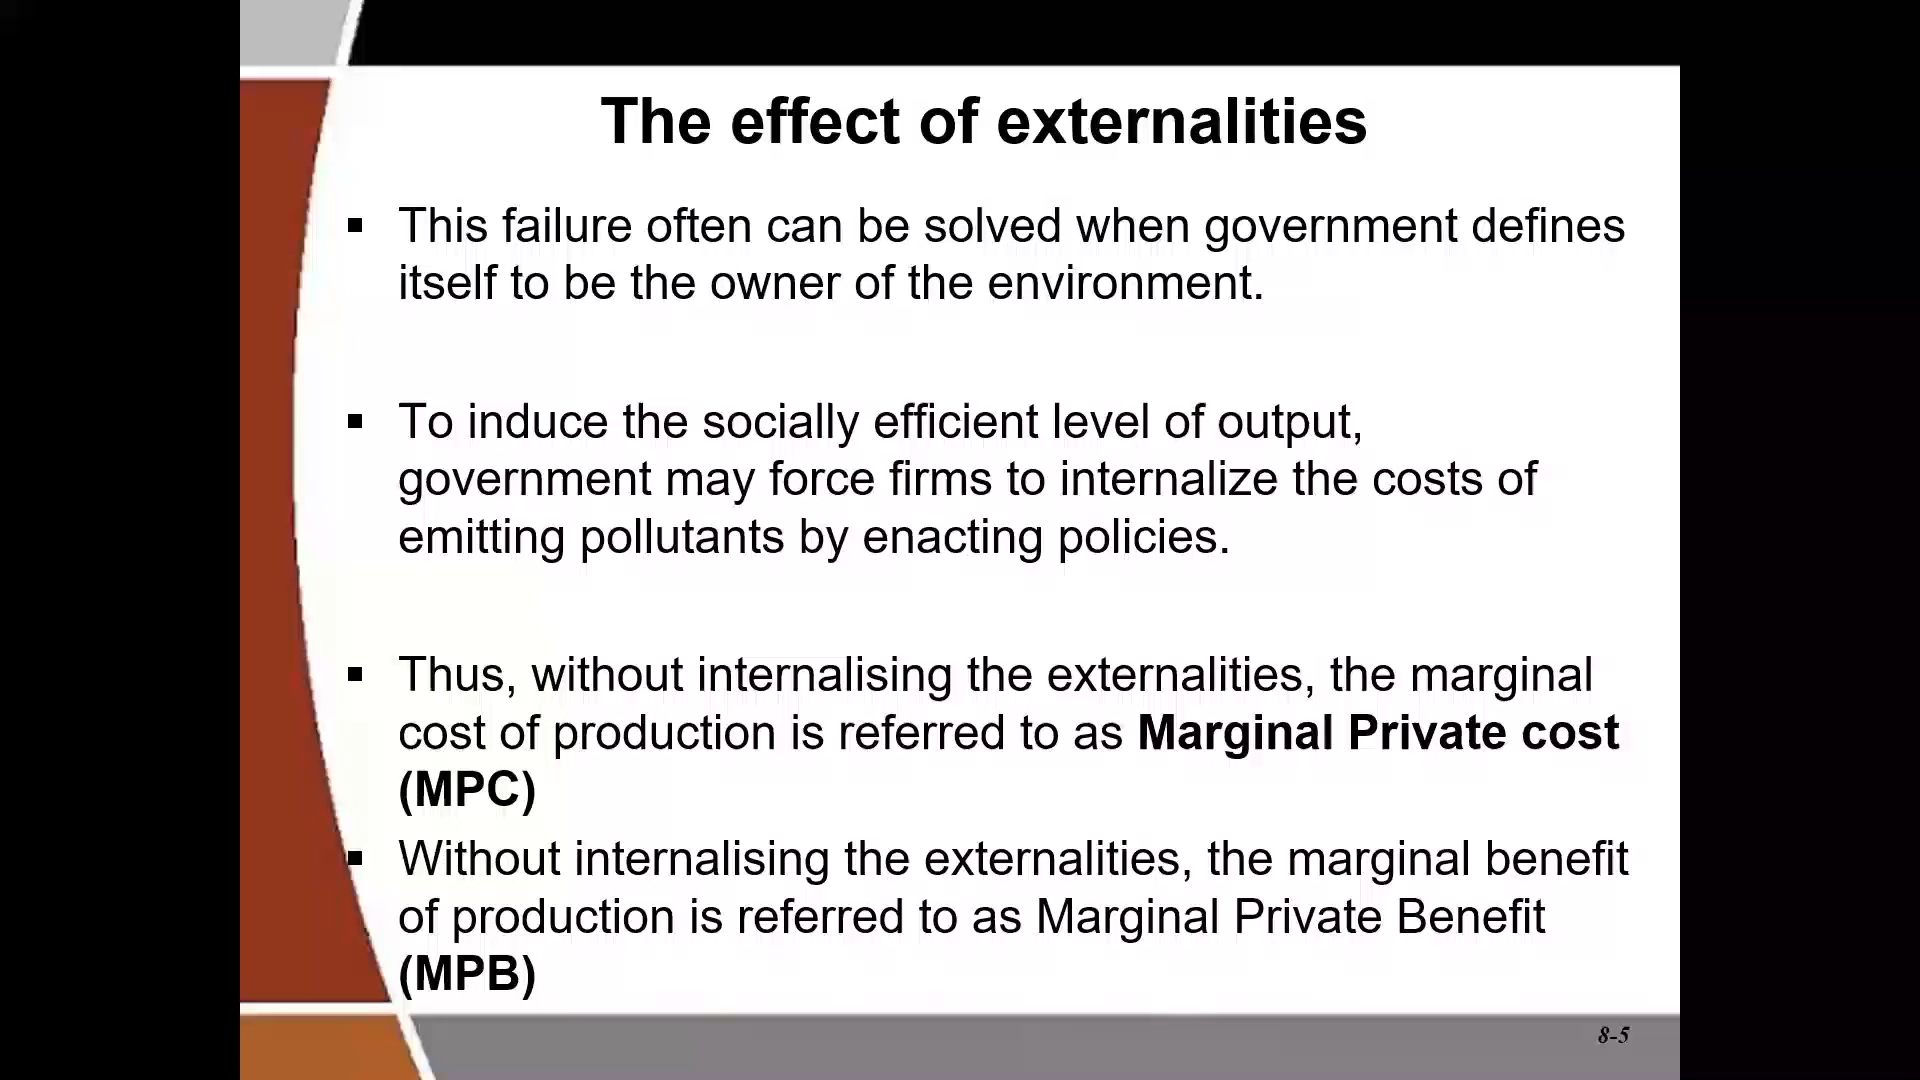 The effect of externalities
▪ This failure often can be solved when government defines
itself to be the owner of the environment.
▪ To induce the socially efficient level of output,
government may force firms to internalize the costs of
emitting pollutants by enacting policies.
▪ Thus, without internalising the externalities, the marginal
cost of production is referred to as Marginal Private cost
(MPC)
▪ Without internalising the externalities, the marginal benefit
of production is referred to as Marginal Private Benefit
(MPB)
8-5